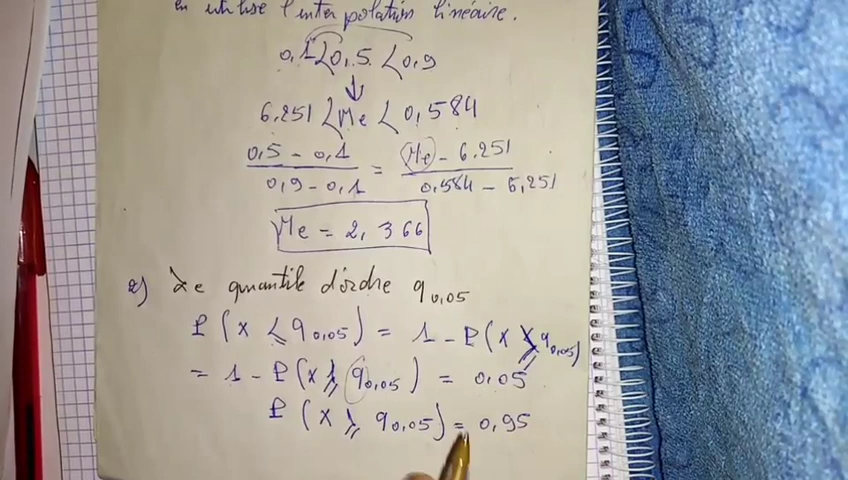 en utilise l'interpolation linéaire.
0,1 < 0,5 < 0,9
↓
6.251 < Me < 0,584
0,5 - 0,1 / 0,9 - 0,1 = Me - 6.251 / 0,584 - 6,251
Me = 2,366
2) Le quantile d'ordre q0,05
P(X ≤ q0,05) = 1 - P(X > q0,05)
= 1 - P(X ≥ q0,05) = 0.05
P(X ≥ q0,05) = 0,95